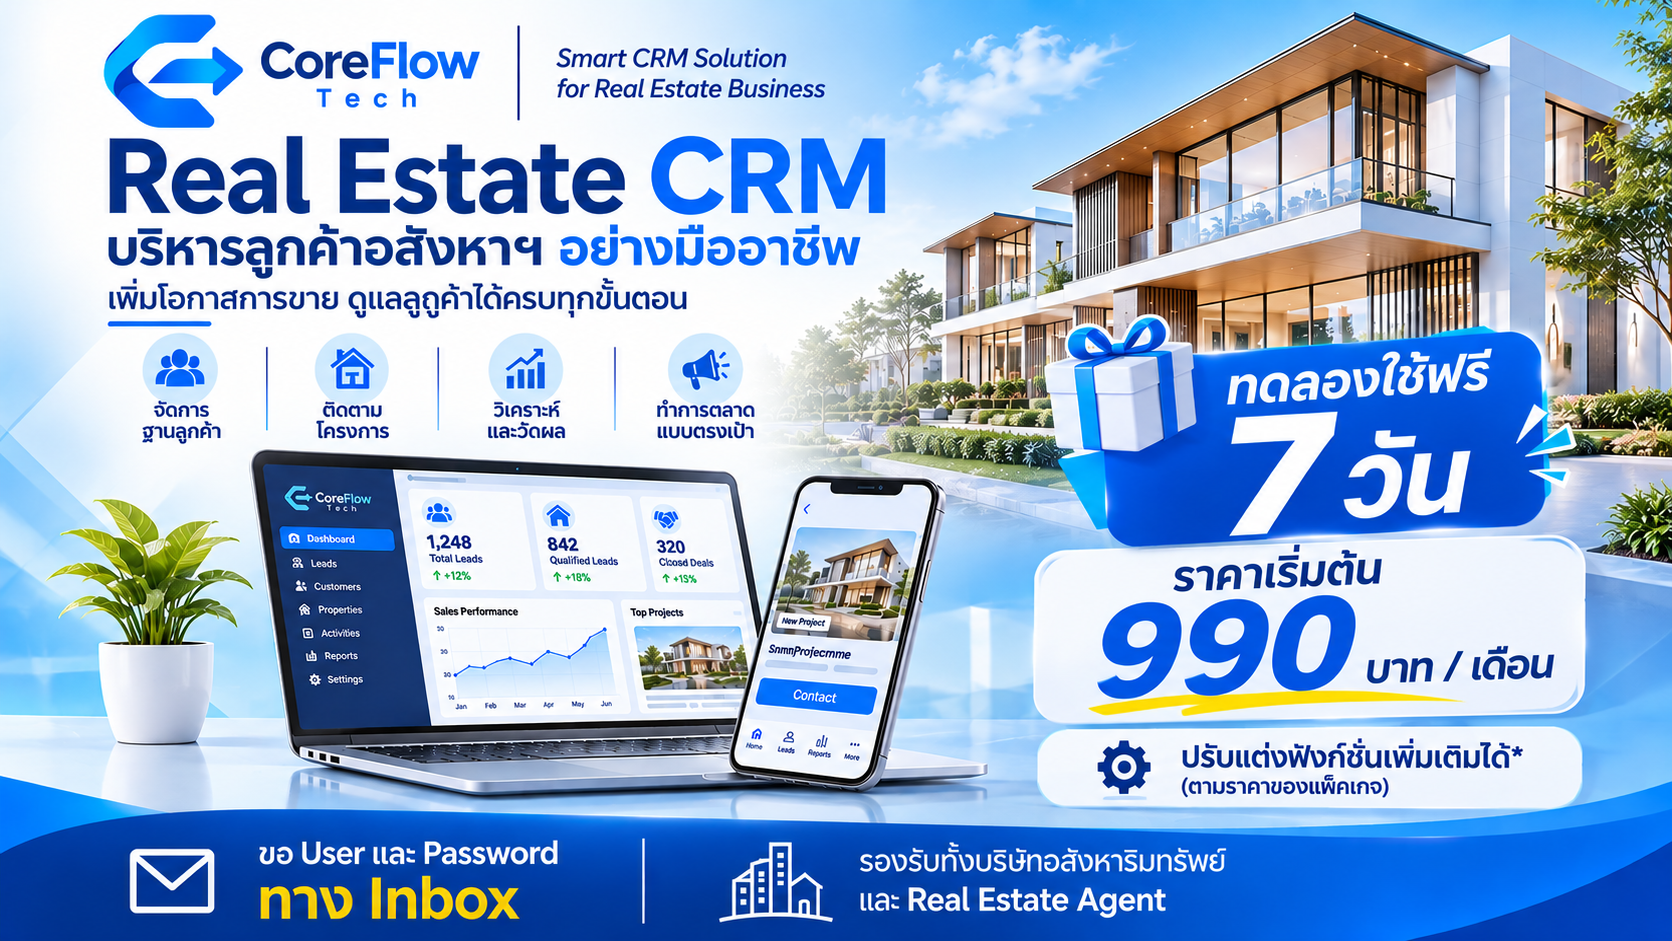 CoreFlow
Tech
Smart CRM Solution
for Real Estate Business
Real Estate CRM
บริหารลูกค้าอสังหาฯ อย่างมืออาชีพ
เพิ่มโอกาสการขาย ดูแลลูถูค้าได้ครบทุกขั้นตอน
จัดการ
ฐานลูกค้า
ติดตาม
โครงการ
วิเคราะห์
และวัดผล
ทำการตลาด
แบบตรงเป้า
CoreFlow
Tech
Dashboard
Leads
Customers
Properties
Activities
Reports
Settings
1,248
Total Leads
↑ +12%
842
Qualified Leads
↑ +18%
320
Closed Deals
↑ +15%
Sales Performance
50
30
30
Jan Feb Mar Apr May Jun
Top Projects
New Project
SnmmProjecmme
Contact
Home Leads Reports More
ทดลองใช้ฟรี
7 วัน
ราคาเริ่มต้น
990 บาท / เดือน
ปรับแต่งฟังก์ชั่นเพิ่มเติมได้*
(ตามราคาของแพ็คเกจ)
ขอ User และ Password
ทาง Inbox
รองรับทั้งบริษัทอสังหาริมทรัพย์
และ Real Estate Agent